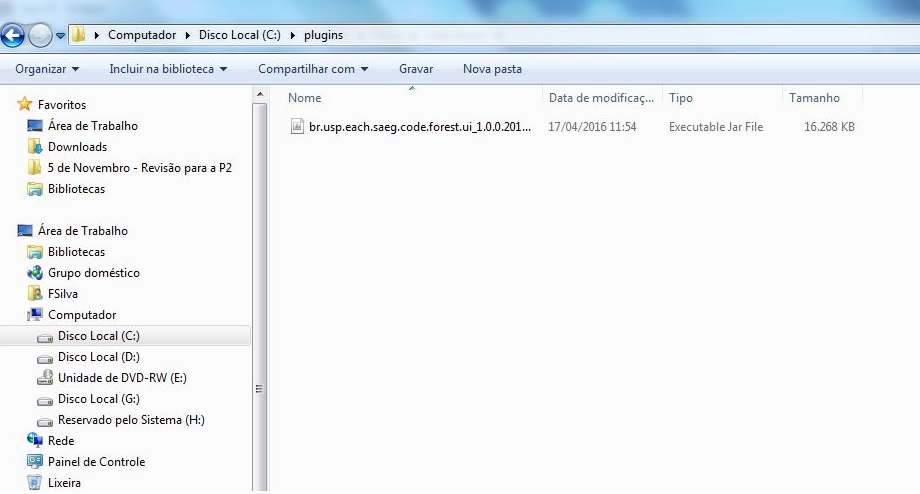 Computador Disco Local (C:) plugins
Organizar Incluir na biblioteca Compartilhar com Gravar Nova pasta
Nome Data de modificaç... Tipo Tamanho
br.usp.each.saeg.code.forest.ui_1.0.0.201... 17/04/2016 11:54 Executable Jar File 16.268 KB
Favoritos
Área de Trabalho
Downloads
5 de Novembro - Revisão para a P2
Bibliotecas
Área de Trabalho
Bibliotecas
Grupo doméstico
FSilva
Computador
Disco Local (C:)
Disco Local (D:)
Unidade de DVD-RW (E:)
Disco Local (G:)
Reservado pelo Sistema (H:)
Rede
Painel de Controle
Lixeira